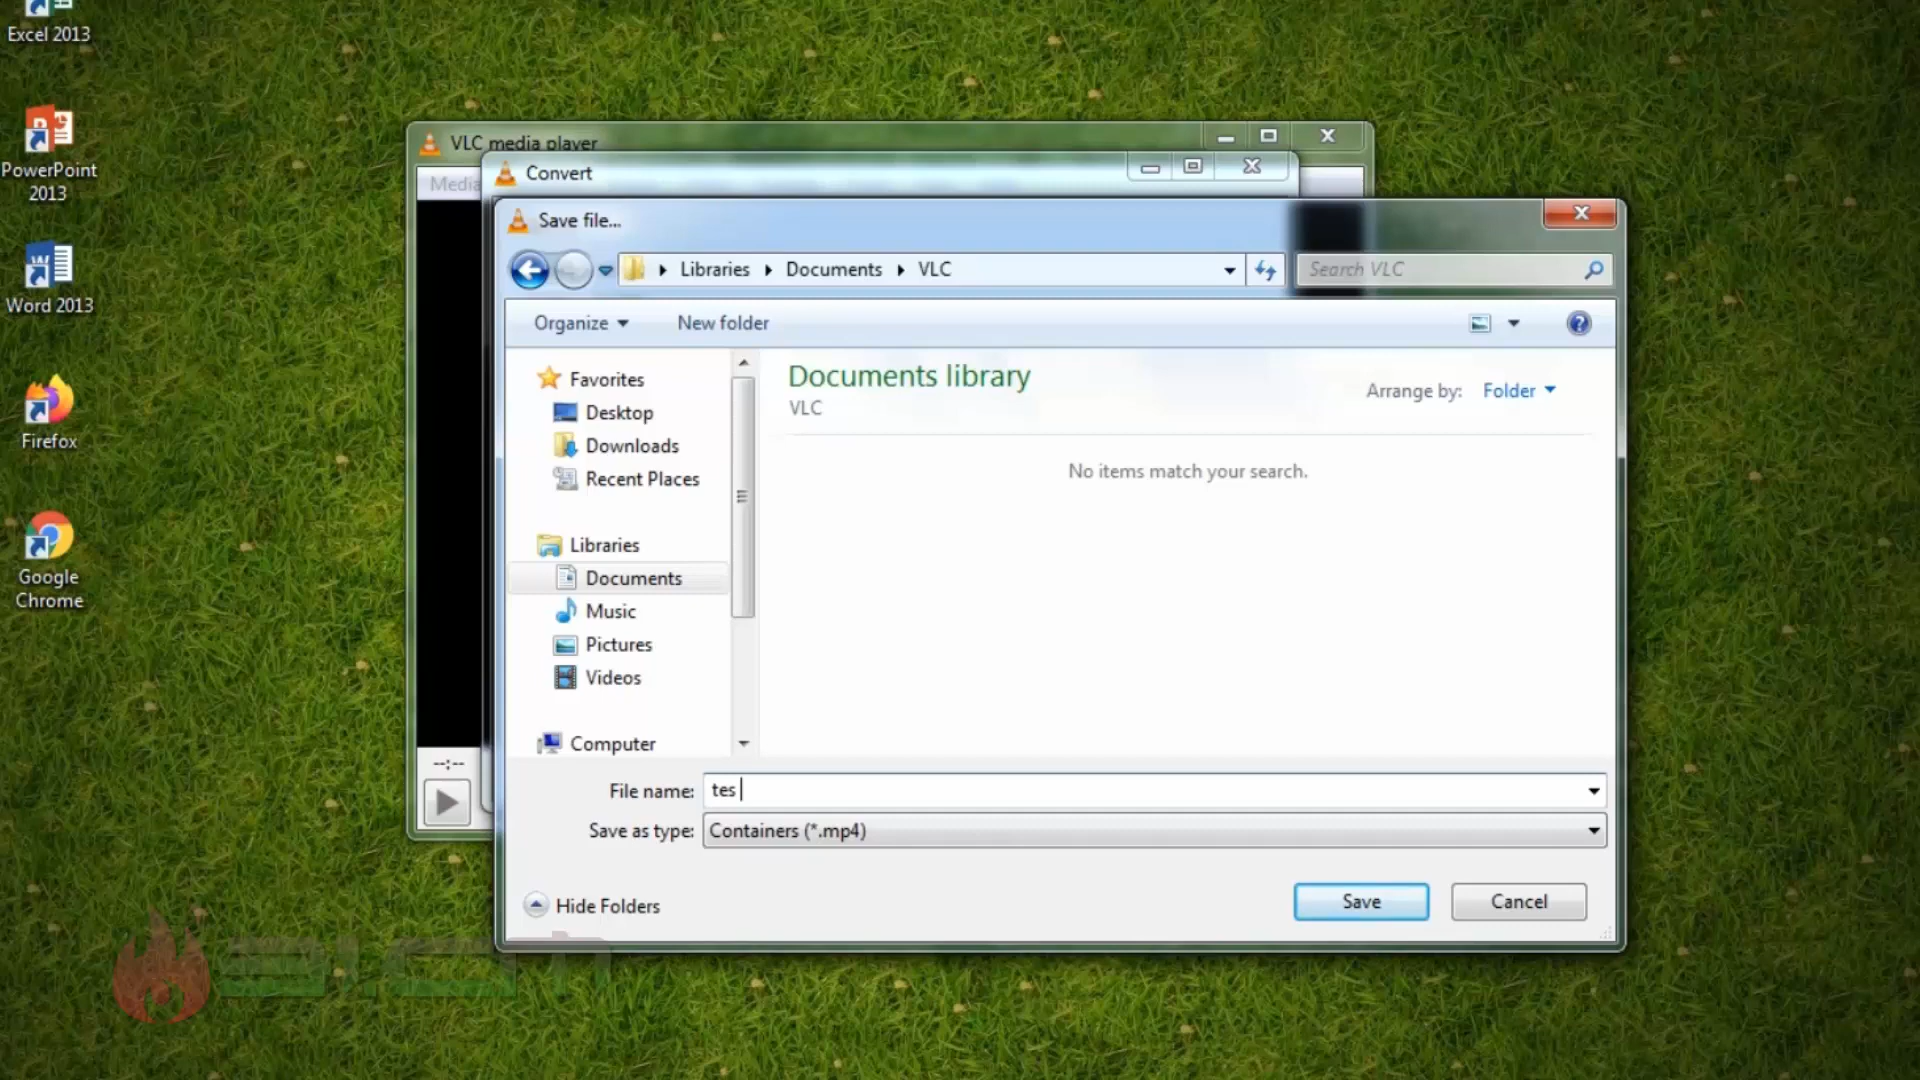 Excel 2013
PowerPoint
2013
Word 2013
Firefox
Google
Chrome
VLC media player
Media
Convert
Save file...
Libraries
Documents
VLC
Search VLC
Organize
New folder
Favorites
Desktop
Downloads
Recent Places
Libraries
Documents
Music
Pictures
Videos
Computer
Documents library
VLC
Arrange by:
Folder
No items match your search.
--:--
File name:
tes
Save as type:
Containers (*.mp4)
Hide Folders
Save
Cancel